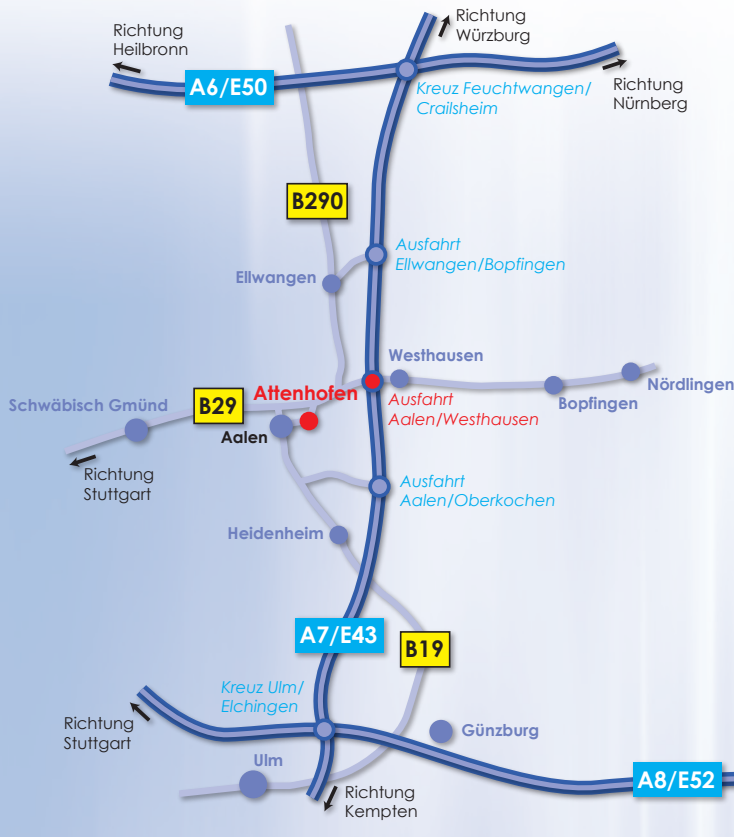 Richtung
Würzburg
Richtung
Heilbronn
A6/E50
Kreuz Feuchtwangen/
Crailsheim
Richtung
Nürnberg
B290
Ausfahrt
Ellwangen/Bopfingen
Ellwangen
Westhausen
Attenhofen
Nördlingen
Bopfingen
Schwäbisch Gmünd
B29
Ausfahrt
Aalen/Westhausen
Aalen
Richtung
Stuttgart
Ausfahrt
Aalen/Oberkochen
Heidenheim
A7/E43
B19
Kreuz Ulm/
Elchingen
Richtung
Stuttgart
Günzburg
Ulm
A8/E52
Richtung
Kempten